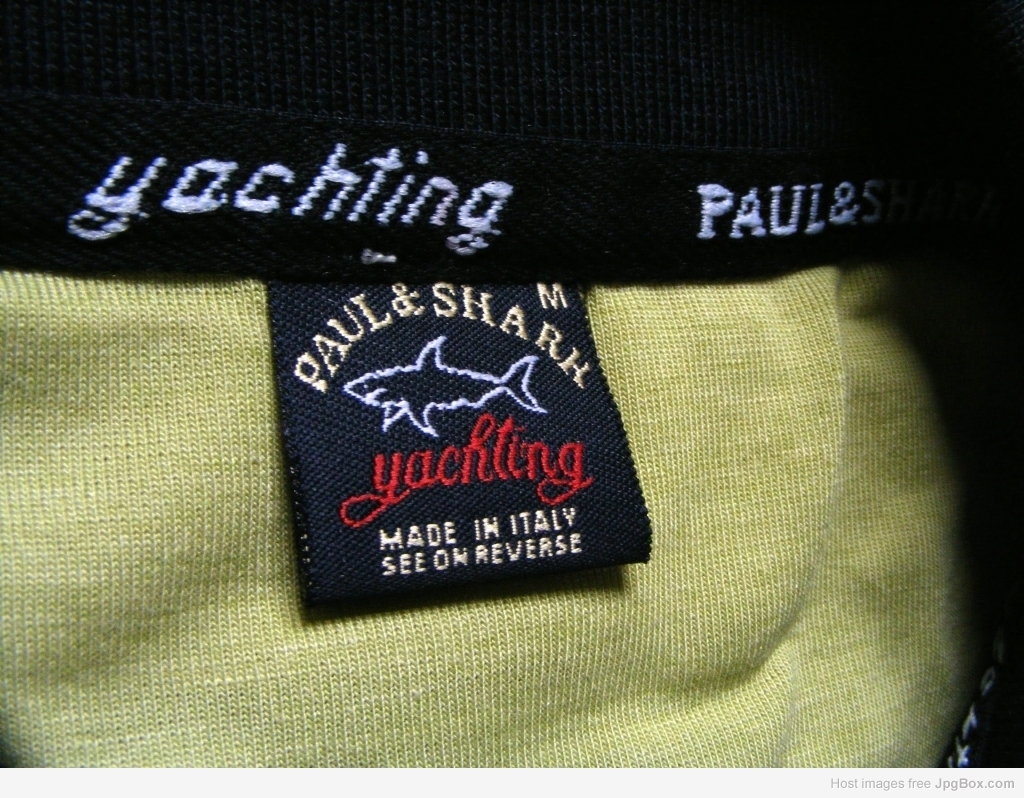 yachting PAUL&SHARK
M
PAUL&SHARK
yachting
MADE IN ITALY
SEE ON REVERSE
Host images free JpgBox.com